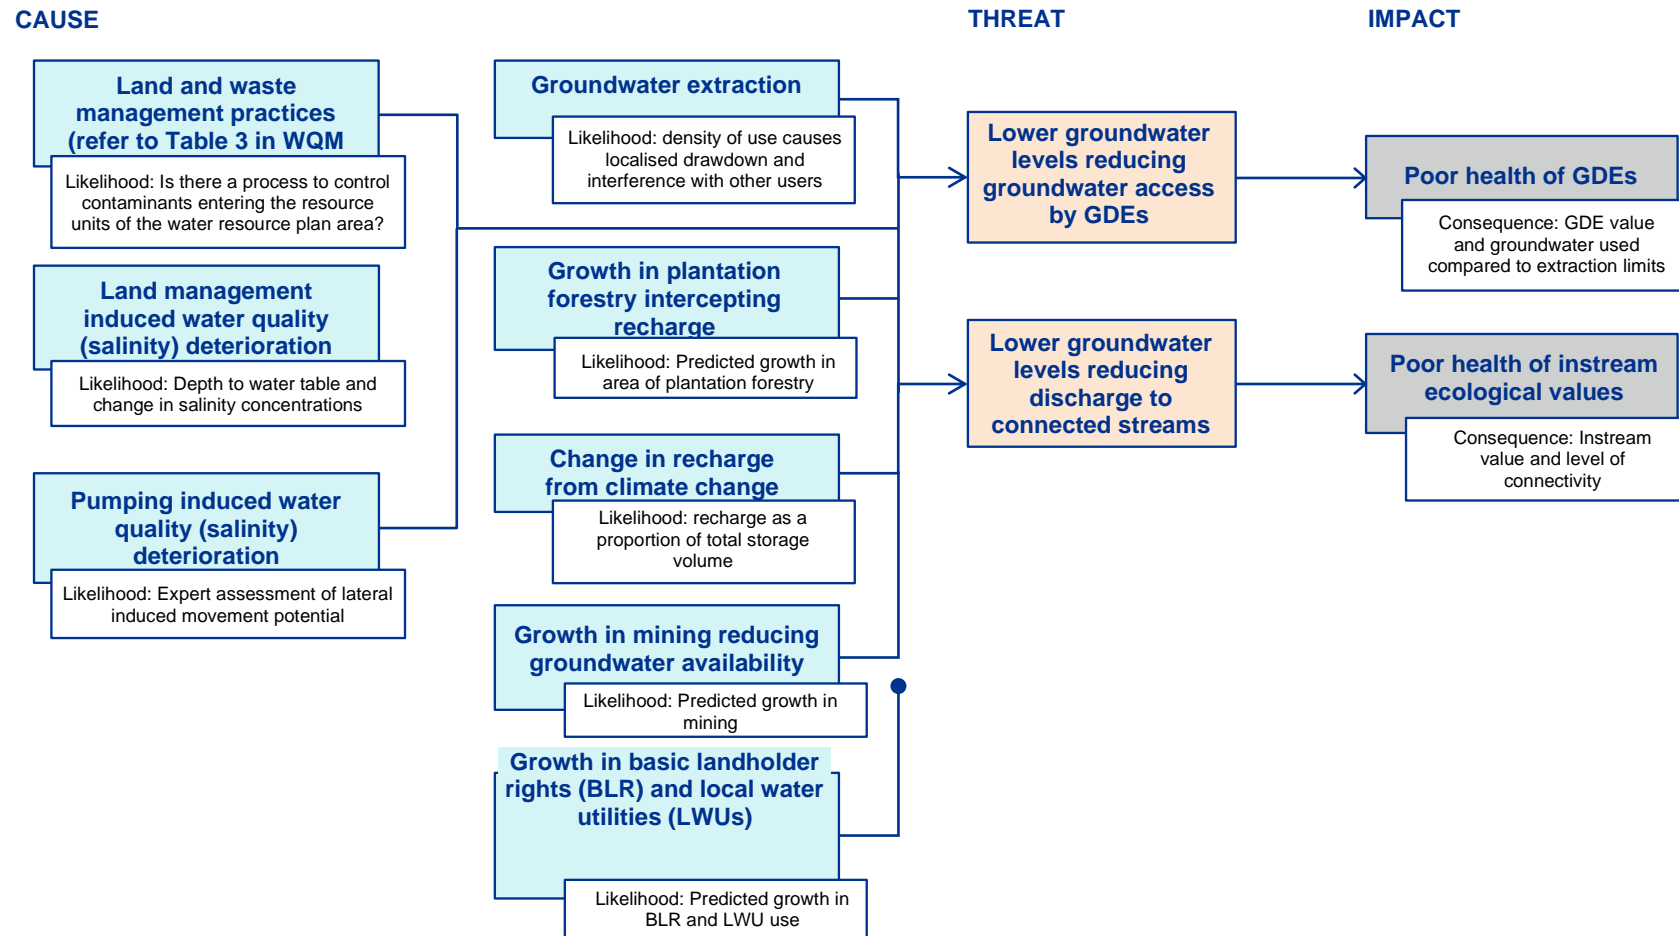 CAUSE
THREAT
IMPACT
Land and waste
management practices
(refer to Table 3 in WQM
Likelihood: Is there a process to control
contaminants entering the resource
units of the water resource plan area?
Land management
induced water quality
(salinity) deterioration
Likelihood: Depth to water table and
change in salinity concentrations
Pumping induced water
quality (salinity)
deterioration
Likelihood: Expert assessment of lateral
induced movement potential
Groundwater extraction
Likelihood: density of use causes
localised drawdown and
interference with other users
Growth in plantation
forestry intercepting
recharge
Likelihood: Predicted growth in
area of plantation forestry
Change in recharge
from climate change
Likelihood: recharge as a
proportion of total storage
volume
Growth in mining reducing
groundwater availability
Likelihood: Predicted growth in
mining
Growth in basic landholder
rights (BLR) and local water
utilities (LWUs)
Likelihood: Predicted growth in
BLR and LWU use
Lower groundwater
levels reducing
groundwater access
by GDEs
Lower groundwater
levels reducing
discharge to
connected streams
Poor health of GDEs
Consequence: GDE value
and groundwater used
compared to extraction limits
Poor health of instream
ecological values
Consequence: Instream
value and level of
connectivity